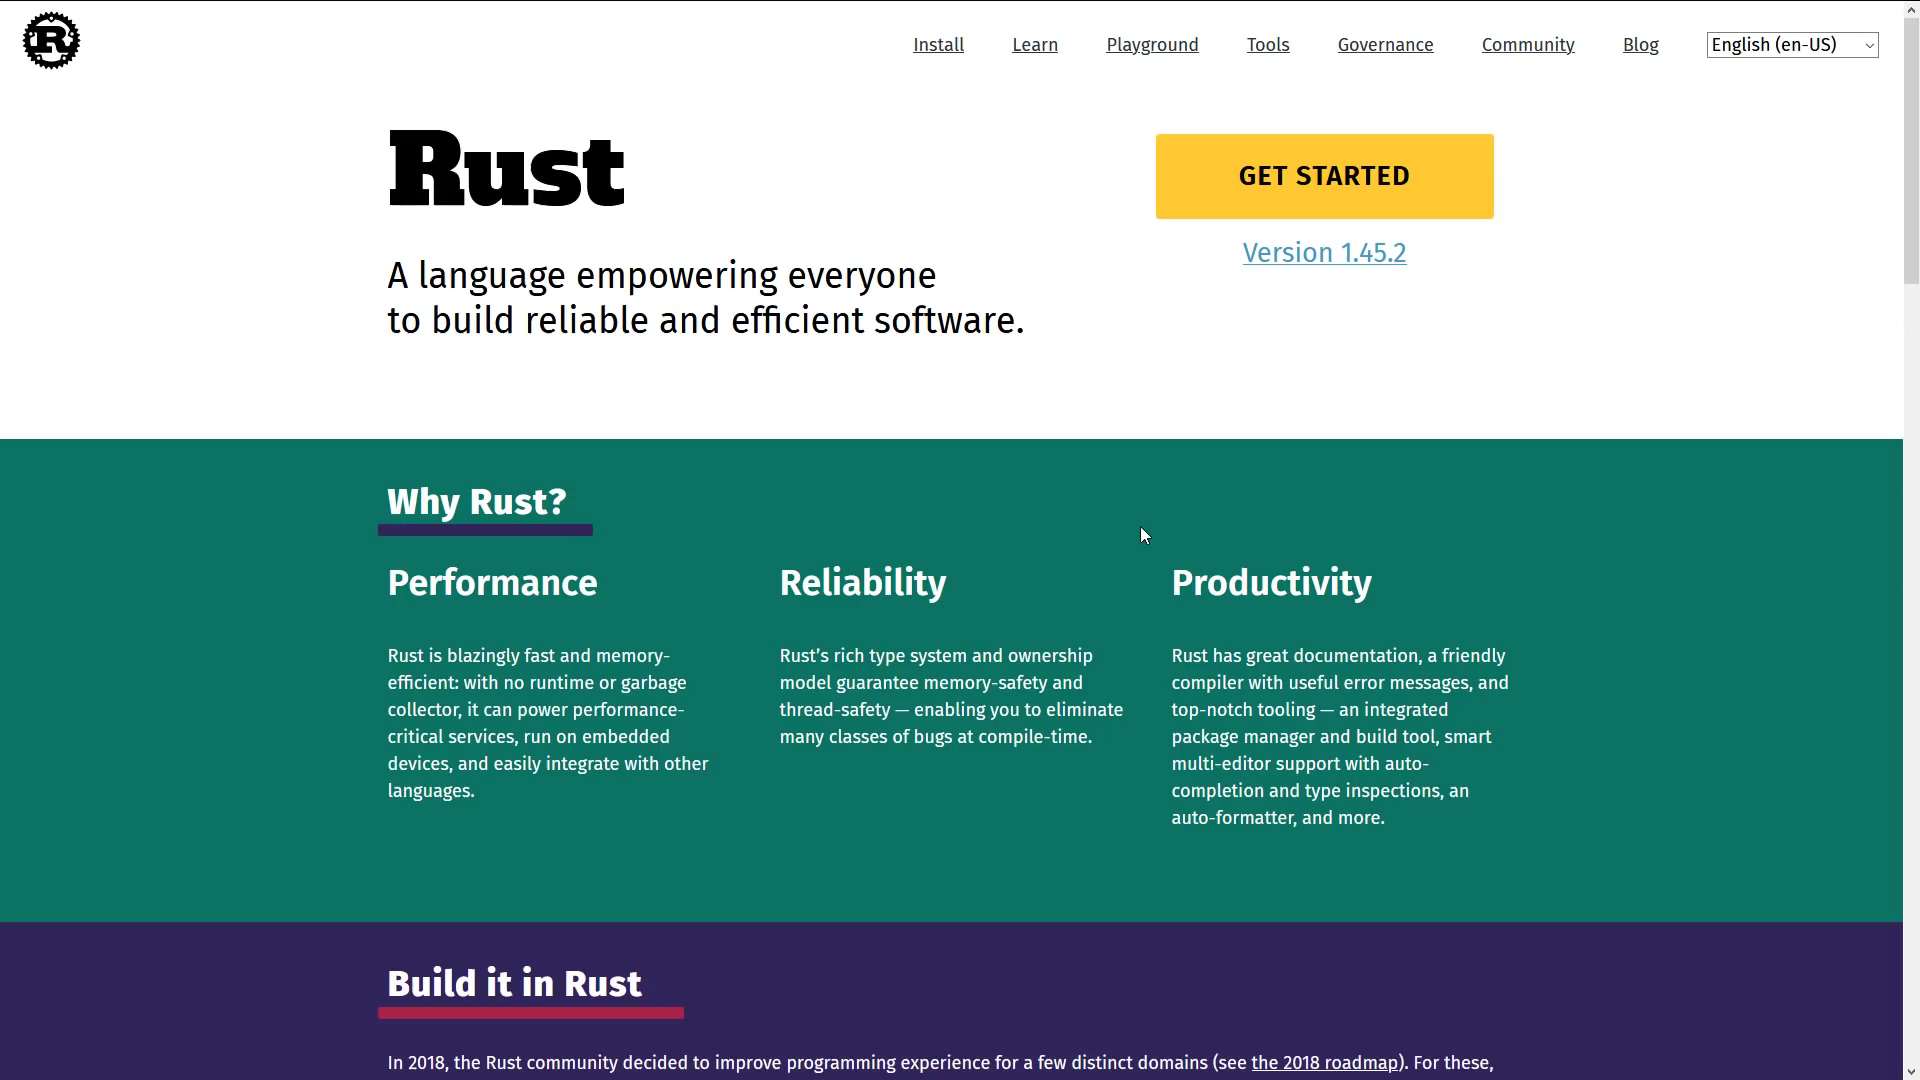 R
Install Learn Playground Tools Governance Community Blog English (en-US)
Rust
A language empowering everyone
to build reliable and efficient software.
GET STARTED
Version 1.45.2
Why Rust?
Performance
Rust is blazingly fast and memory-
efficient: with no runtime or garbage
collector, it can power performance-
critical services, run on embedded
devices, and easily integrate with other
languages.
Reliability
Rust’s rich type system and ownership
model guarantee memory-safety and
thread-safety — enabling you to eliminate
many classes of bugs at compile-time.
Productivity
Rust has great documentation, a friendly
compiler with useful error messages, and
top-notch tooling — an integrated
package manager and build tool, smart
multi-editor support with auto-
completion and type inspections, an
auto-formatter, and more.
Build it in Rust
In 2018, the Rust community decided to improve programming experience for a few distinct domains (see the 2018 roadmap). For these,